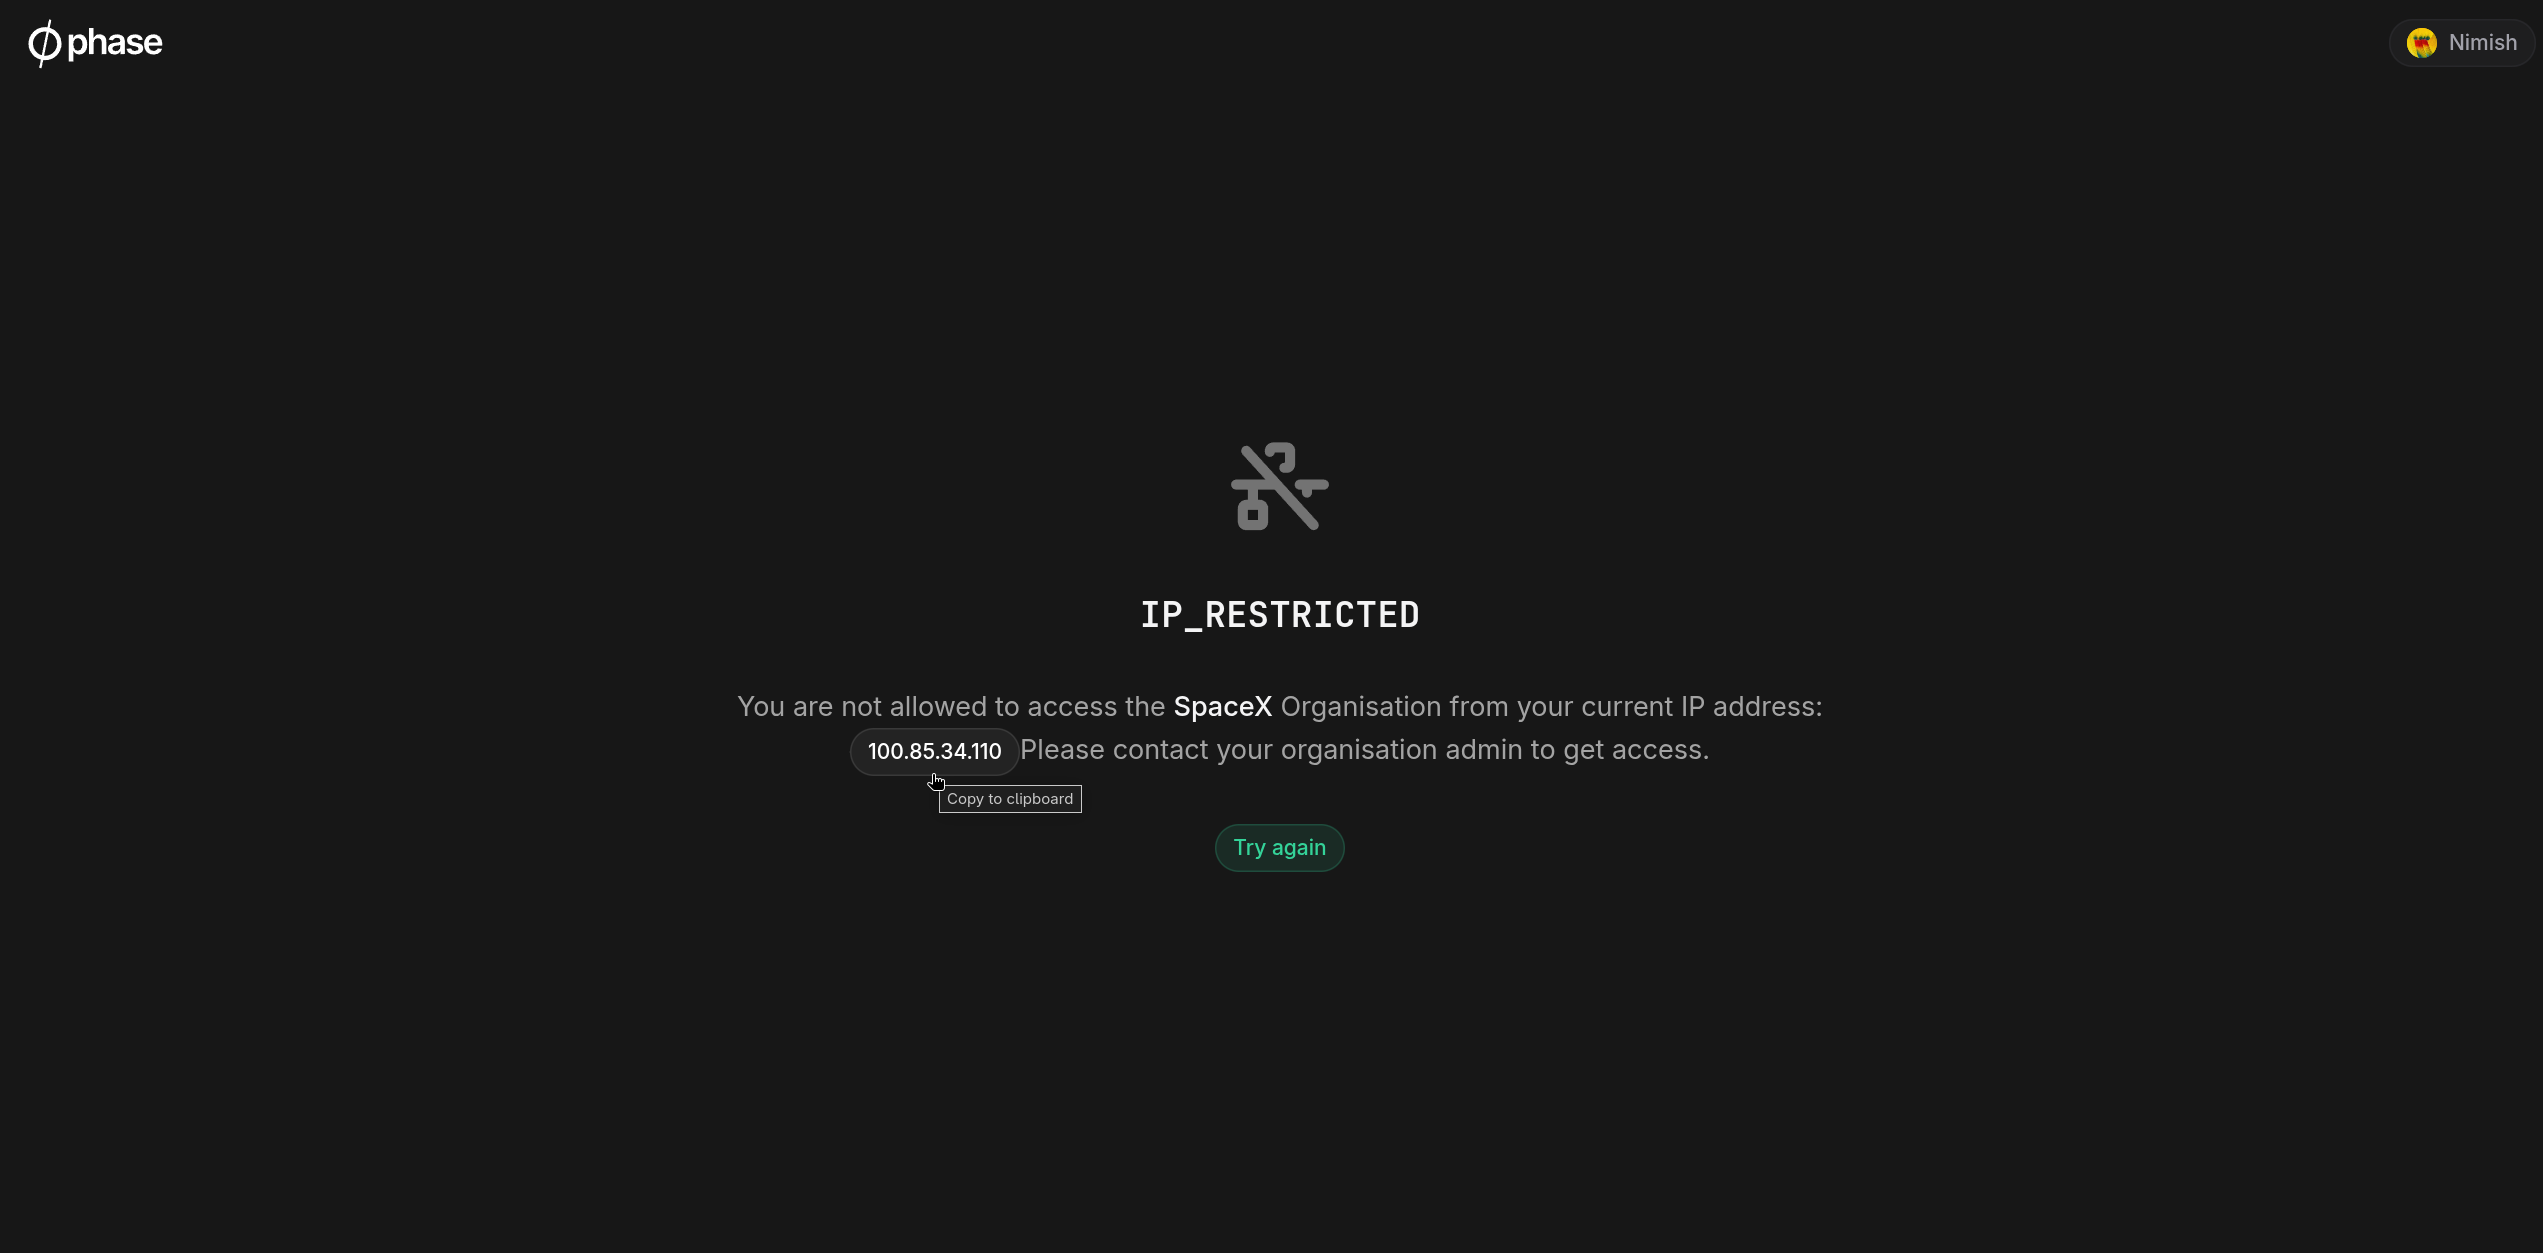 phase
Nimish
IP_RESTRICTED
You are not allowed to access the SpaceX Organisation from your current IP address:
100.85.34.110 Please contact your organisation admin to get access.
Copy to clipboard
Try again